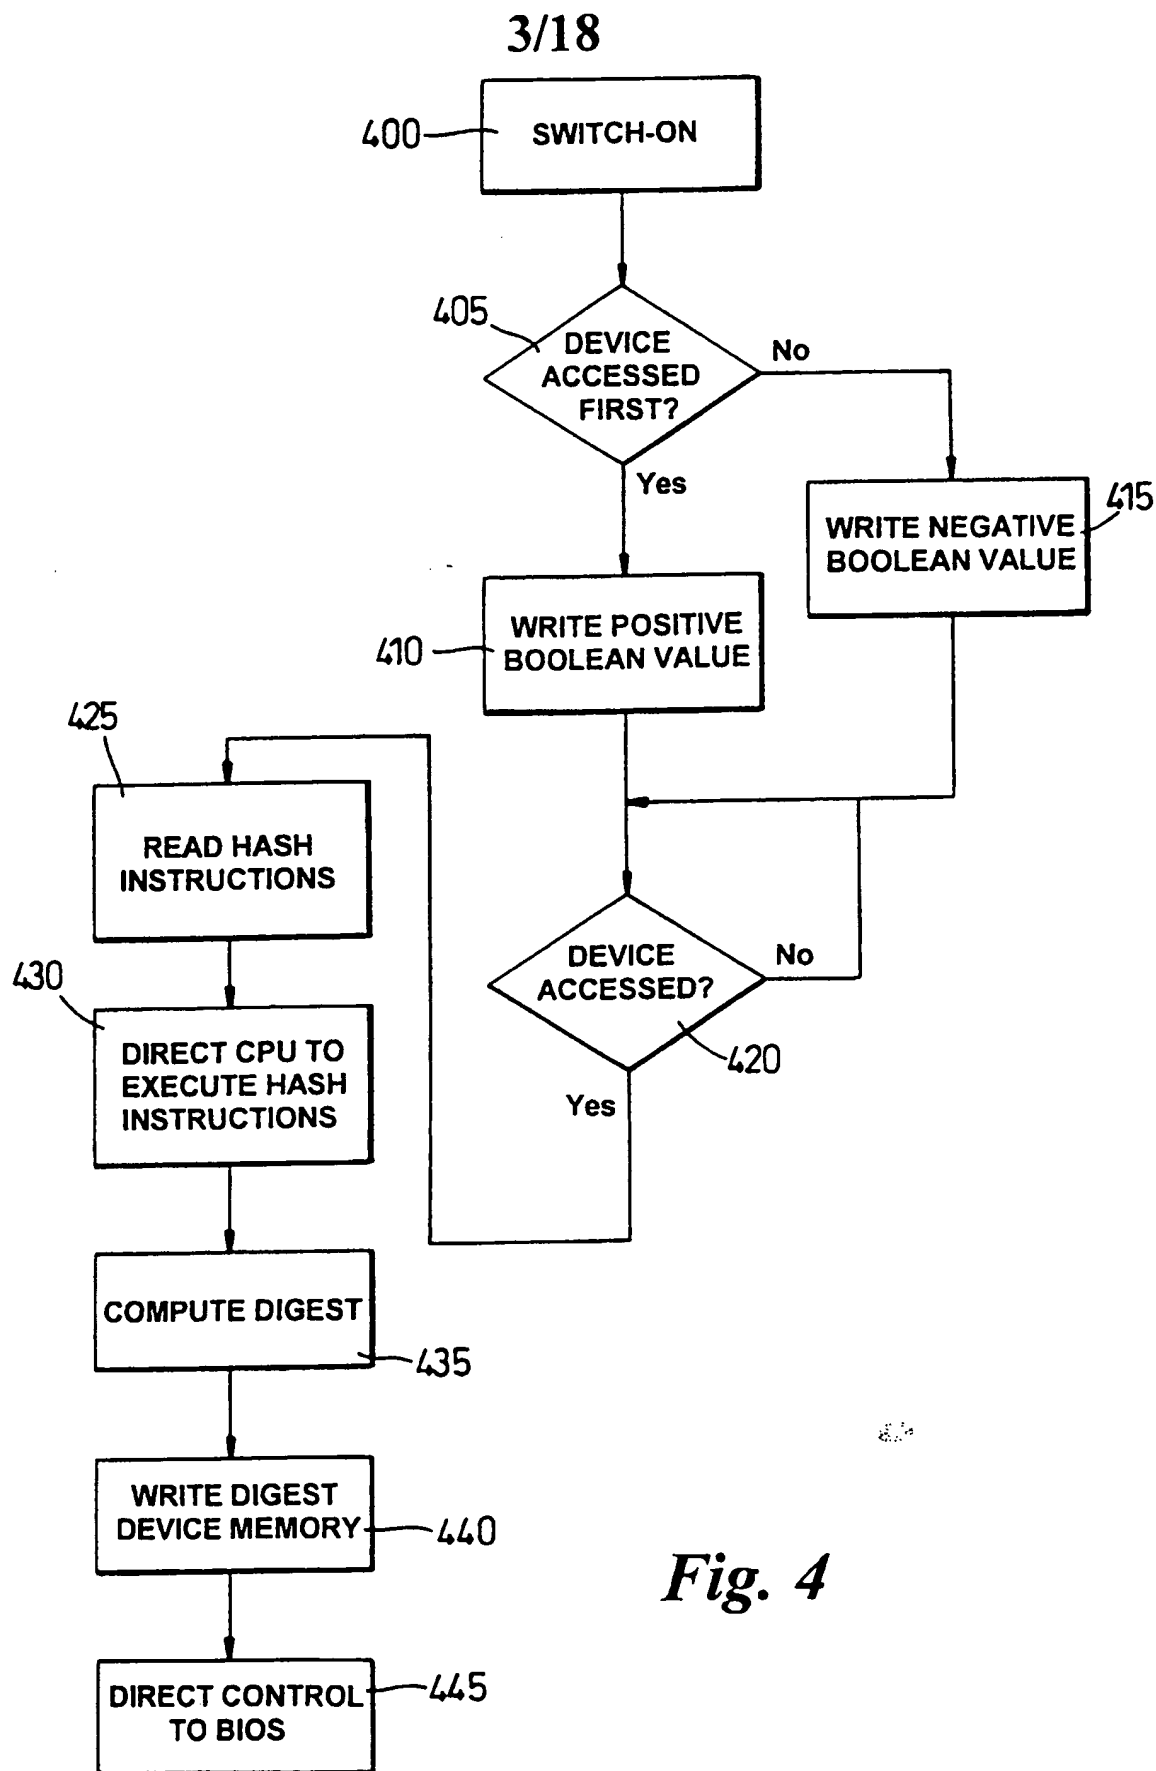 3/18
400
SWITCH-ON
405
DEVICE
ACCESSED
FIRST?
No
Yes
415
WRITE NEGATIVE
BOOLEAN VALUE
410
WRITE POSITIVE
BOOLEAN VALUE
425
READ HASH
INSTRUCTIONS
DEVICE
ACCESSED?
No
420
Yes
430
DIRECT CPU TO
EXECUTE HASH
INSTRUCTIONS
COMPUTE DIGEST
435
WRITE DIGEST
DEVICE MEMORY
440
DIRECT CONTROL
TO BIOS
445
Fig. 4